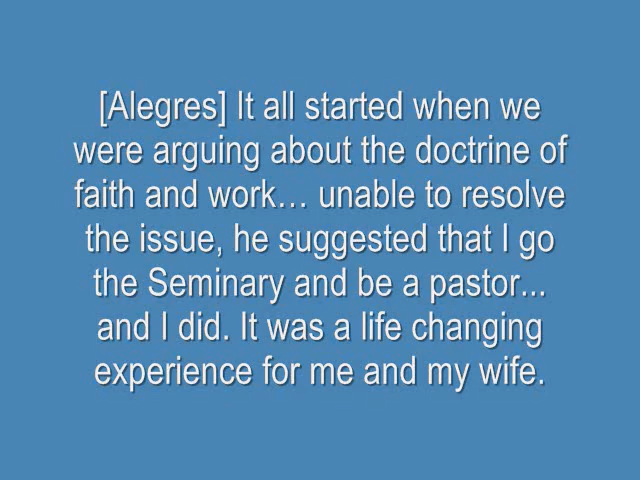 [Alegres] It all started when we
were arguing about the doctrine of
faith and work… unable to resolve
the issue, he suggested that I go
the Seminary and be a pastor...
and I did. It was a life changing
experience for me and my wife.